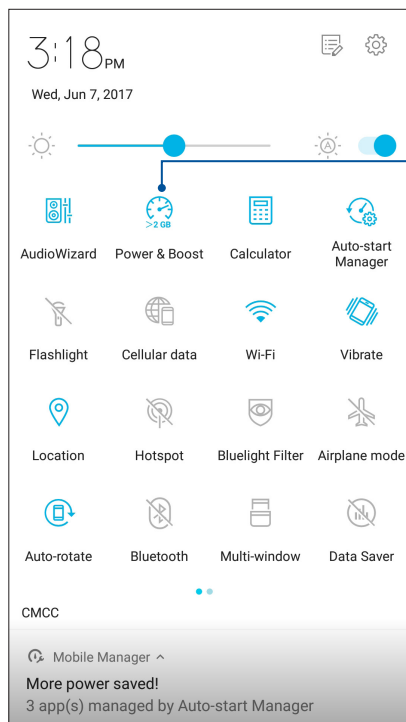 3:18 PM
Wed, Jun 7, 2017
A
>2 GB
AudioWizard
Power & Boost
Calculator
Auto-start
Manager
Flashlight
Cellular data
Wi-Fi
Vibrate
Location
Hotspot
Bluelight Filter
Airplane mode
Auto-rotate
Bluetooth
Multi-window
Data Saver
CMCC
Mobile Manager
More power saved!
3 app(s) managed by Auto-start Manager